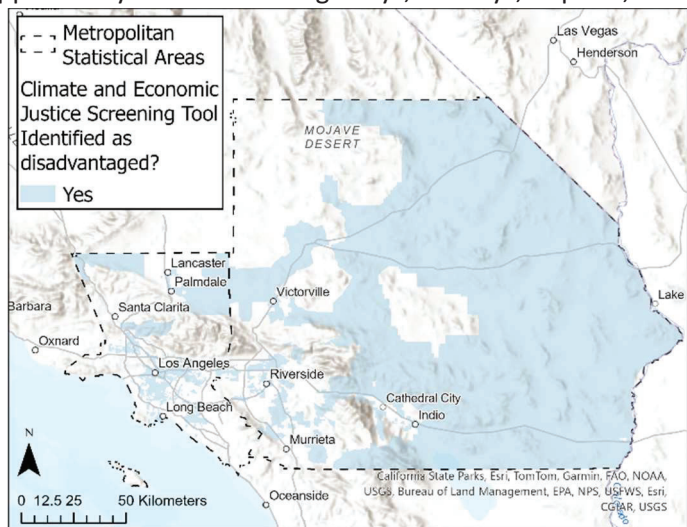 Metropolitan
Statistical Areas
Climate and Economic
Justice Screening Tool
Identified as
disadvantaged?
Yes
MOJAVE
DESERT
Las Vegas
Henderson
Lancaster
Palmdale
Santa Clarita
Victorville
Lake
Barbara
Oxnard
Los Angeles
Riverside
Long Beach
Cathedral City
Indio
Murrieta
Oceanside
N
0 12.5 25 50 Kilometers
California State Parks, Esri, TomTom, Garmin, FAO, NOAA,
USGS, Bureau of Land Management, EPA, NPS, USFWS, Esri,
CGIAR, USGS